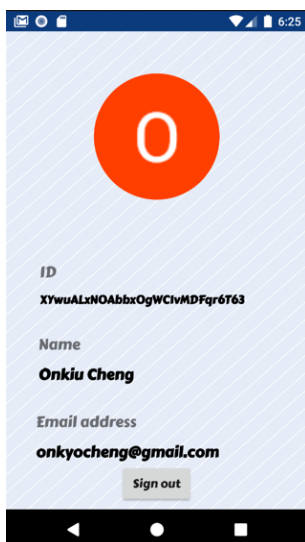 6:25
O
ID
XYwuALxNOAbbxOgWCIvMDFqr6T63
Name
Onkiu Cheng
Email address
onkyocheng@gmail.com
Sign out